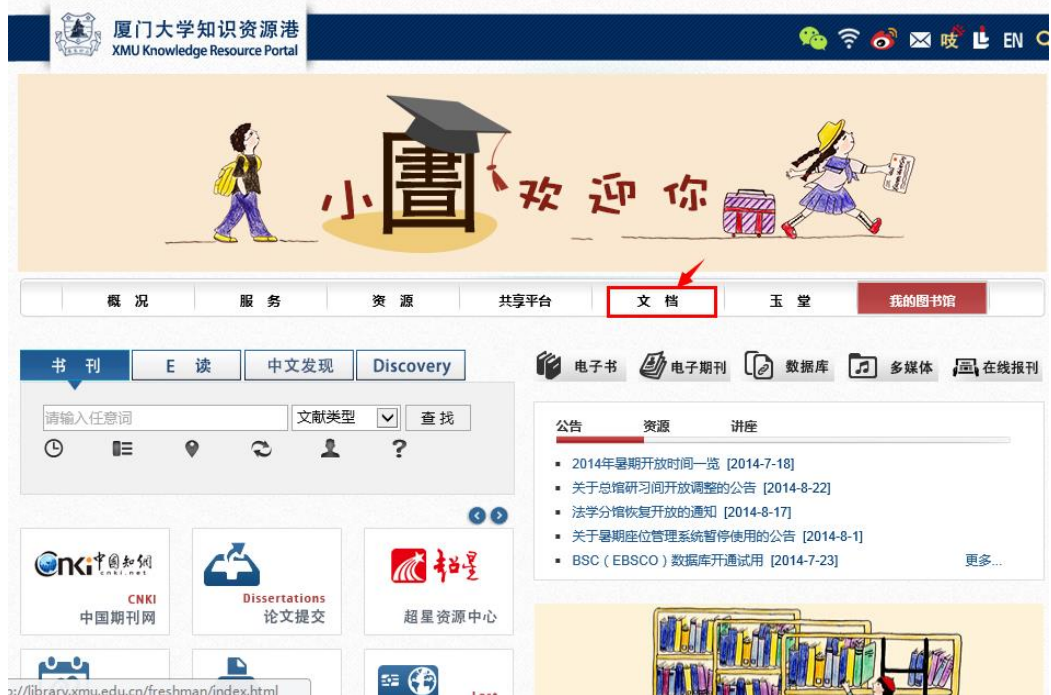 厦门大学知识资源港
XMU Knowledge Resource Portal
吱
EN
小圕欢迎你
概 况 服 务 资 源 共享平台 文 档 玉 堂 我的图书馆
书 刊 E 读 中文发现 Discovery
电子书 电子期刊 数据库 多媒体 在线报刊
请输入任意词 文献类型 查 找
?
公告 资源 讲座
2014年暑期开放时间一览 [2014-7-18]
关于总馆研习间开放调整的公告 [2014-8-22]
法学分馆恢复开放的通知 [2014-8-17]
关于暑期座位管理系统暂停使用的公告 [2014-8-1]
BSC ( EBSCO ) 数据库开通试用 [2014-7-23] 更多...
Cnki 中国知网
cnki.net
CNKI
中国期刊网
Dissertations
论文提交
超星
超星资源中心
://library.xmu.edu.cn/freshman/index.html